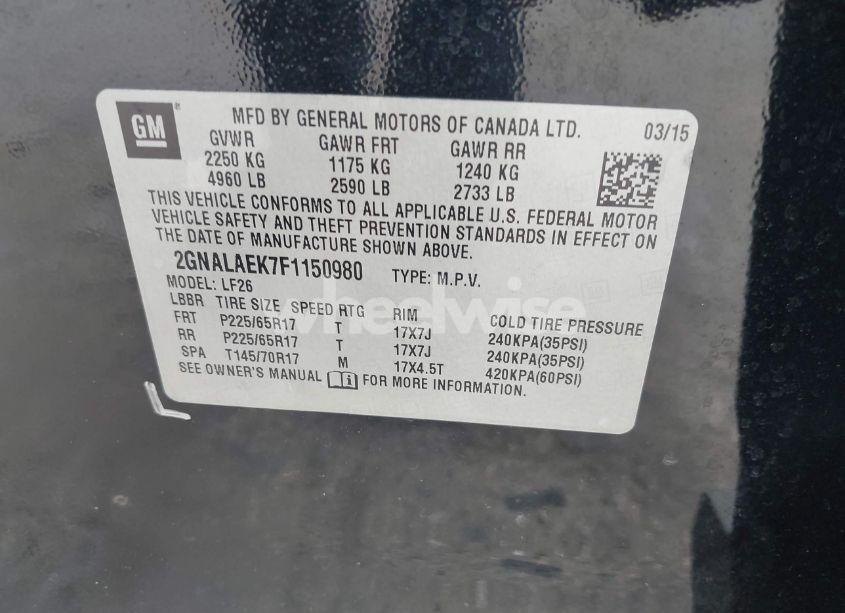 GM
MFD BY GENERAL MOTORS OF CANADA LTD. 03/15
GVWR GAWR FRT GAWR RR
2250 KG 1175 KG 1240 KG
4960 LB 2590 LB 2733 LB
THIS VEHICLE CONFORMS TO ALL APPLICABLE U.S. FEDERAL MOTOR
VEHICLE SAFETY AND THEFT PREVENTION STANDARDS IN EFFECT ON
THE DATE OF MANUFACTURE SHOWN ABOVE.
2GNALAEK7F1150980 TYPE: M.P.V.
MODEL: LF26
LBBR TIRE SIZE SPEED RTG RIM COLD TIRE PRESSURE
FRT P225/65R17 T 17X7J 240KPA(35PSI)
RR P225/65R17 T 17X7J 240KPA(35PSI)
SPA T145/70R17 M 17X4.5T 420KPA(60PSI)
SEE OWNER'S MANUAL FOR MORE INFORMATION.
wheelwise